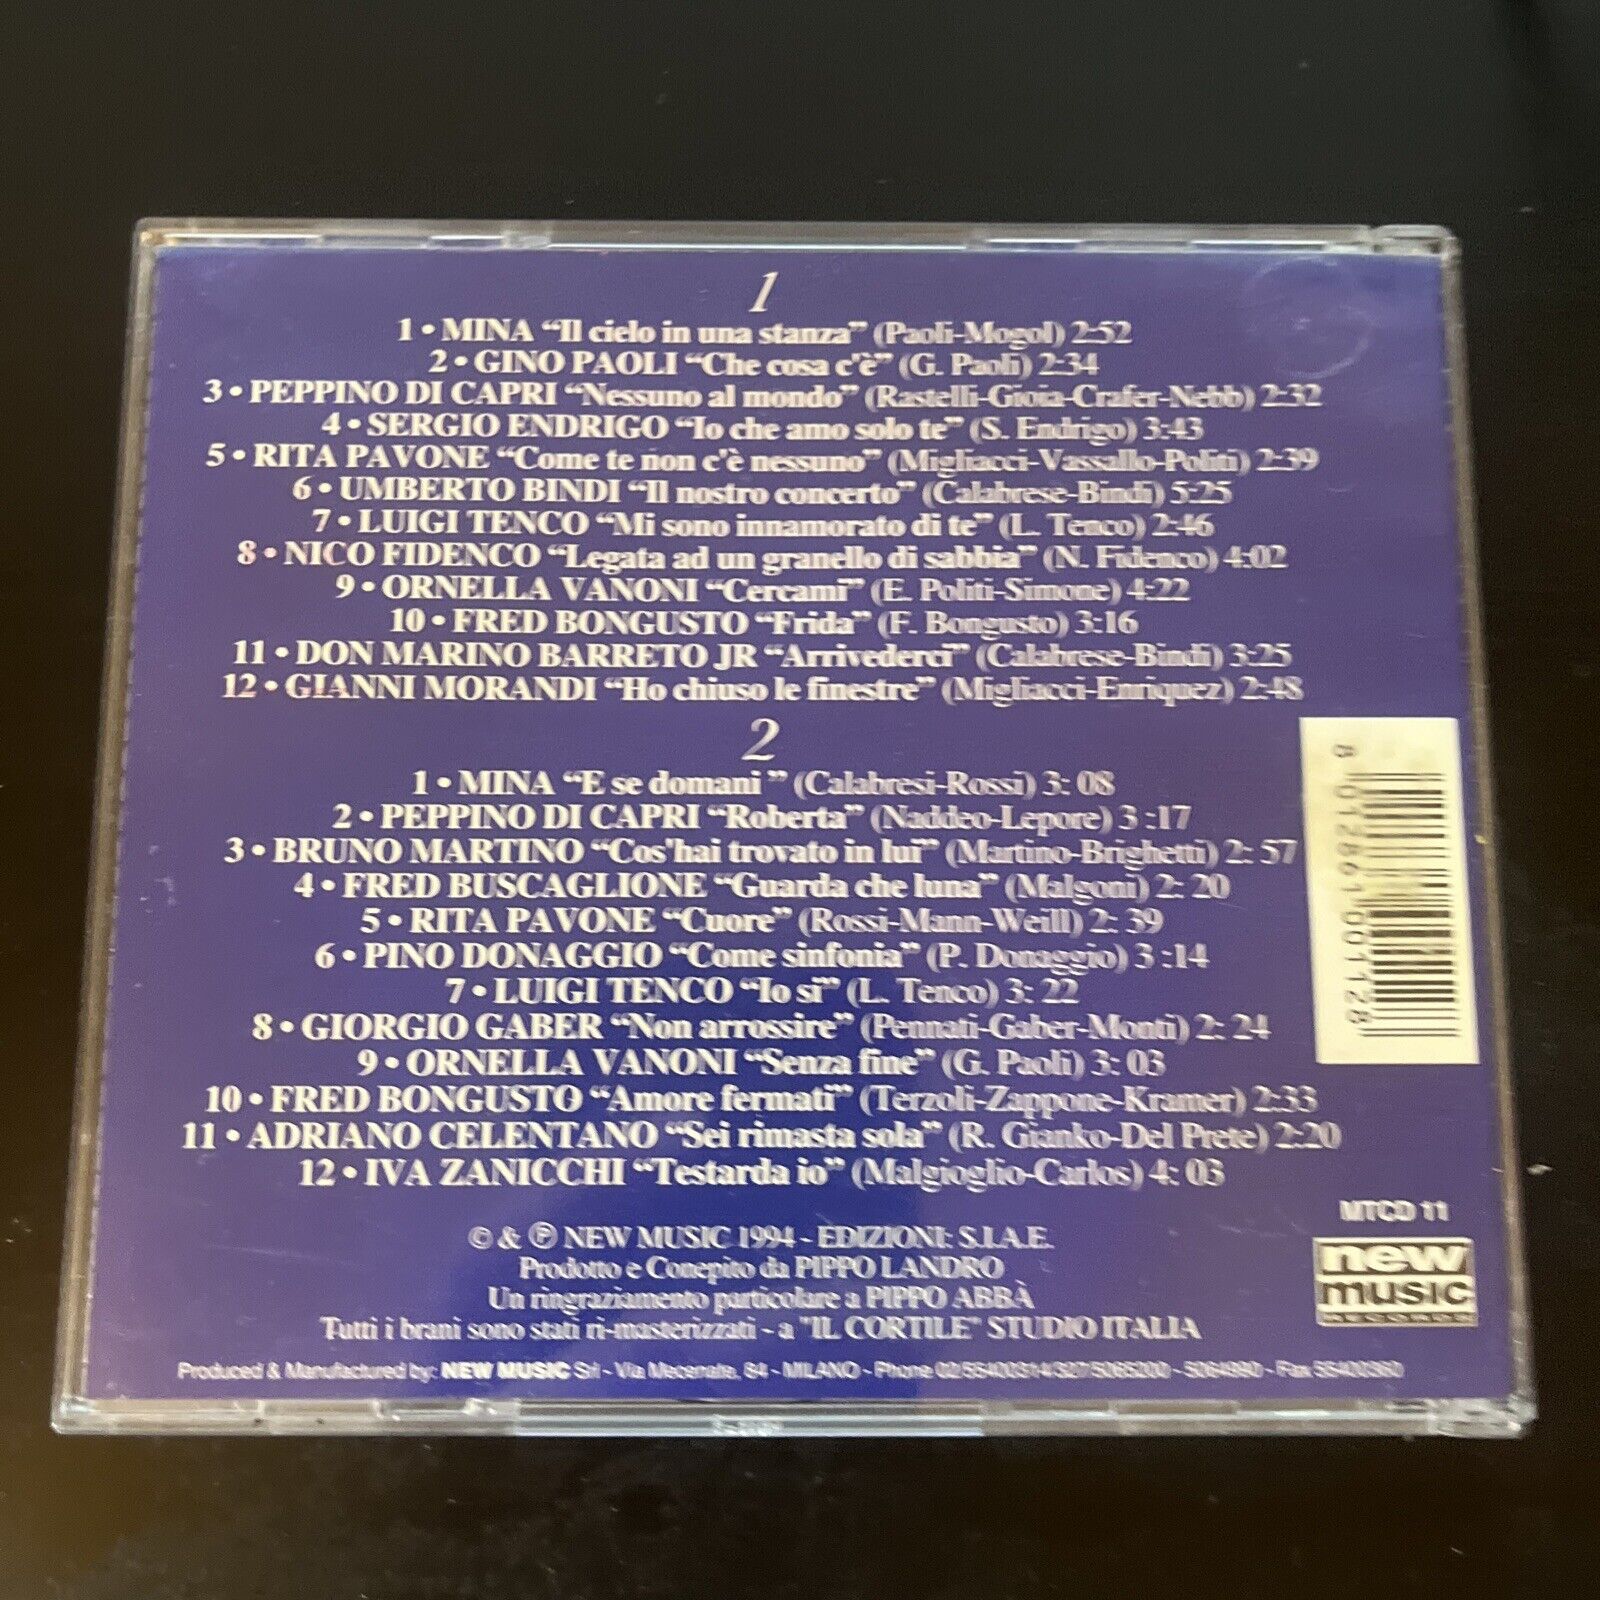 1
1 • MINA “Il cielo in una stanza” (Paoli-Mogol) 2:52
2 • GINO PAOLI “Che cosa c'è” (G. Paoli) 2:34
3 • PEPPINO DI CAPRI “Nessuno al mondo” (Rastelli-Gioia-Crafer-Nebb) 2:32
4 • SERGIO ENDRIGO “Io che amo solo te” (S. Endrigo) 3:43
5 • RITA PAVONE “Come te non c'è nessuno” (Migliacci-Vassallo-Politi) 2:39
6 • UMBERTO BINDI “Il nostro concerto” (Calabrese-Bindi) 5:25
7 • LUIGI TENCO “Mi sono innamorato di te” (L. Tenco) 2:46
8 • NICO FIDENCO “Legata ad un granello di sabbia” (N. Fidenco) 4:02
9 • ORNELLA VANONI “Cercami” (E. Politi-Simone) 4:22
10 • FRED BONGUSTO “Frida” (F. Bongusto) 3:16
11 • DON MARINO BARRETO JR “Arrivederci” (Calabrese-Bindi) 3:25
12 • GIANNI MORANDI “Ho chiuso le finestre” (Migliacci-Enriquez) 2:48
2
1 • MINA “E se domani ” (Calabresi-Rossi) 3: 08
2 • PEPPINO DI CAPRI “Roberta” (Naddeo-Lepore) 3 :17
3 • BRUNO MARTINO “Cos'hai trovato in lui” (Martino-Brighetti) 2: 57
4 • FRED BUSCAGLIONE “Guarda che luna” (Malgoni) 2: 20
5 • RITA PAVONE “Cuore” (Rossi-Mann-Weill) 2: 39
6 • PINO DONAGGIO “Come sinfonia” (P. Donaggio) 3 :14
7 • LUIGI TENCO “Io sì” (L. Tenco) 3: 22
8 • GIORGIO GABER “Non arrossire” (Pennati-Gaber-Monti) 2: 24
9 • ORNELLA VANONI “Senza fine” (G. Paoli) 3: 03
10 • FRED BONGUSTO “Amore fermati” (Terzoli-Zappone-Kramer) 2:33
11 • ADRIANO CELENTANO “Sei rimasta sola” (R. Gianko-Del Prete) 2:20
12 • IVA ZANICCHI “Testarda io” (Malgioglio-Carlos) 4: 03
8 012861 001128
MTCD 11
new
music
RECORDS
© & ℗ NEW MUSIC 1994 - EDIZIONI: S.I.A.E.
Prodotto e Concepito da PIPPO LANDRO
Un ringraziamento particolare a PIPPO ABBÀ
Tutti i brani sono stati ri-masterizzati - a "IL CORTILE" STUDIO ITALIA
Produced & Manufactured by: NEW MUSIC Srl - Via Mecenate, 84 - MILANO - Phone 02/55400314/327/5065200 - 5064990 - Fax 55400360